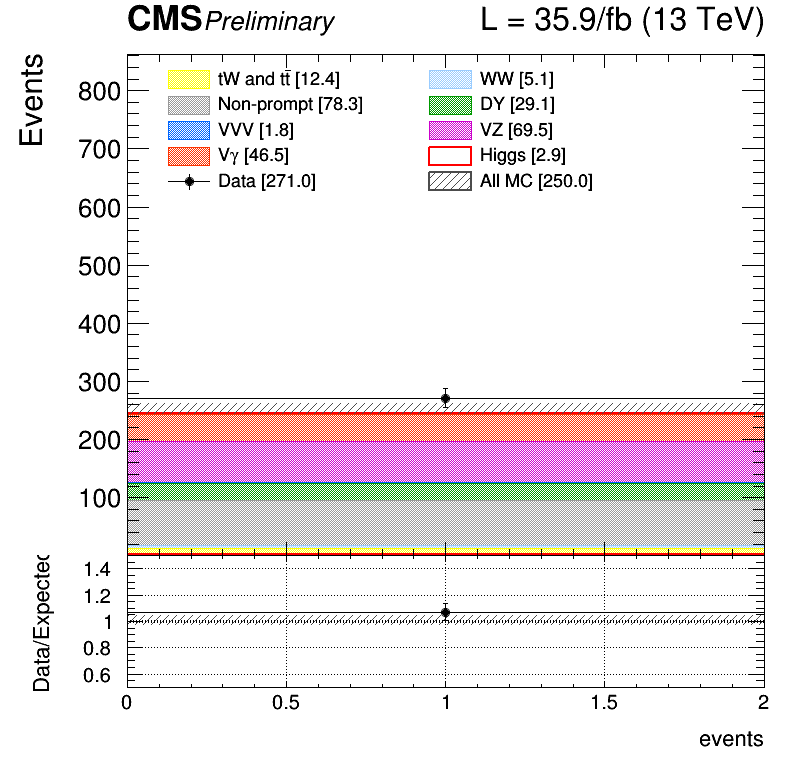 CMS Preliminary L = 35.9/fb (13 TeV)
Events
800
700
600
500
400
300
200
100
tW and tt̄ [12.4]
Non-prompt [78.3]
VVV [1.8]
Vγ [46.5]
Data [271.0]
WW [5.1]
DY [29.1]
VZ [69.5]
Higgs [2.9]
All MC [250.0]
Data/Expected
1.4
1.2
1
0.8
0.6
0 0.5 1 1.5 2
events